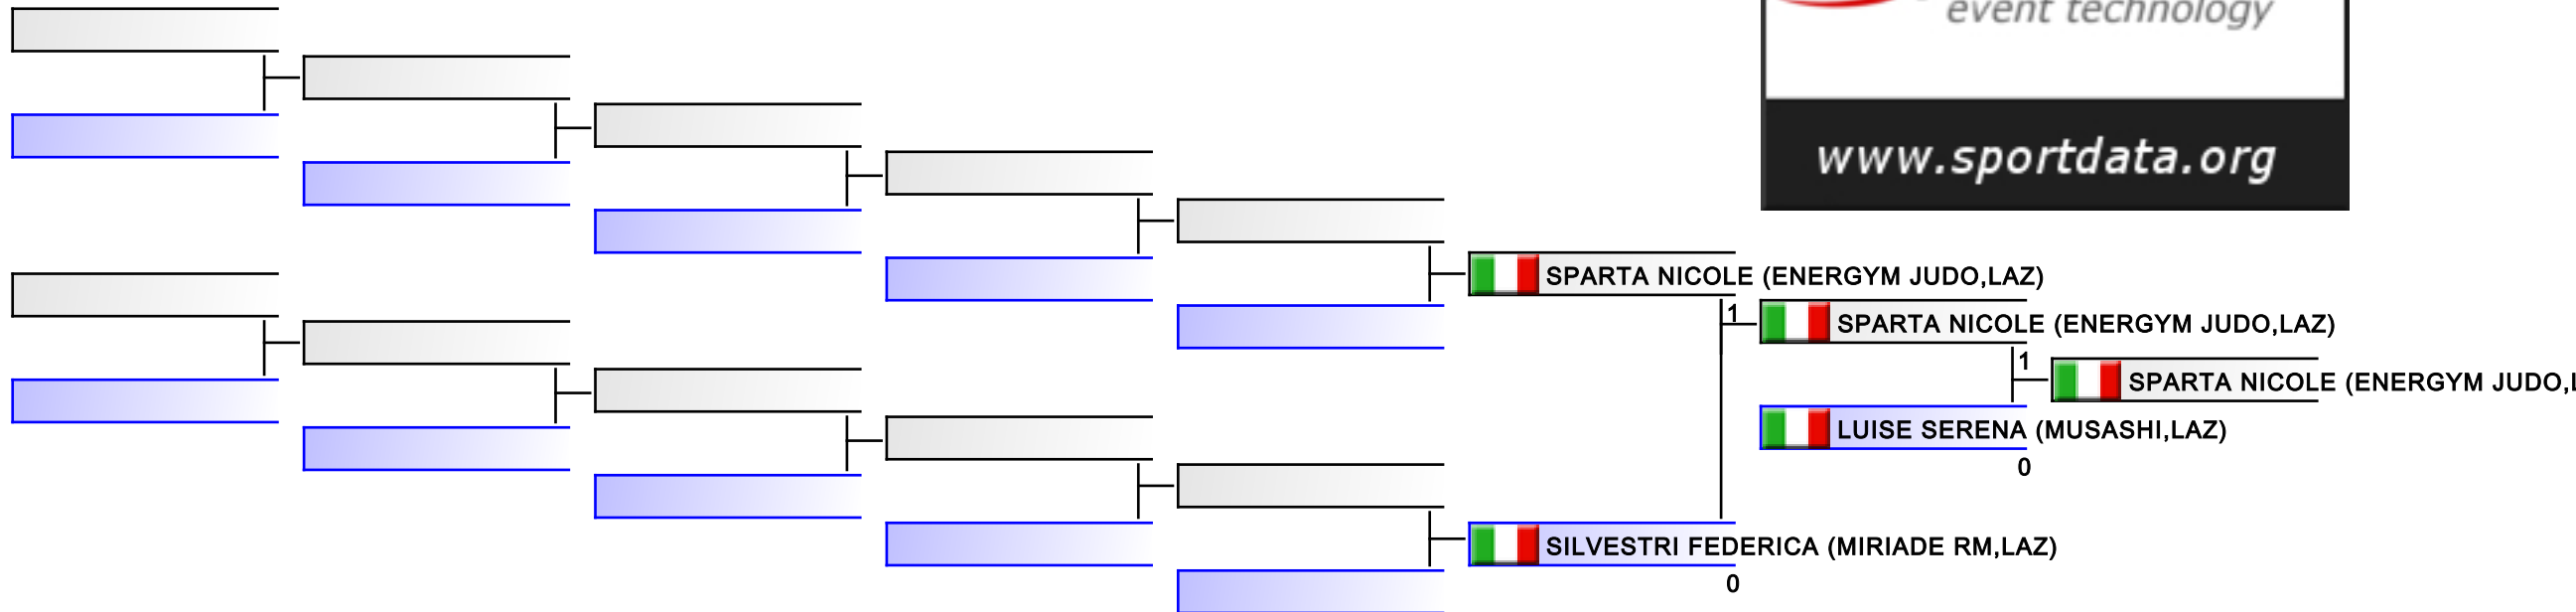 event technology
www.sportdata.org
SPARTA NICOLE (ENERGYM JUDO,LAZ)
1
SPARTA NICOLE (ENERGYM JUDO,LAZ)
1
SPARTA NICOLE (ENERGYM JUDO,L
LUISE SERENA (MUSASHI,LAZ)
0
SILVESTRI FEDERICA (MIRIADE RM,LAZ)
0